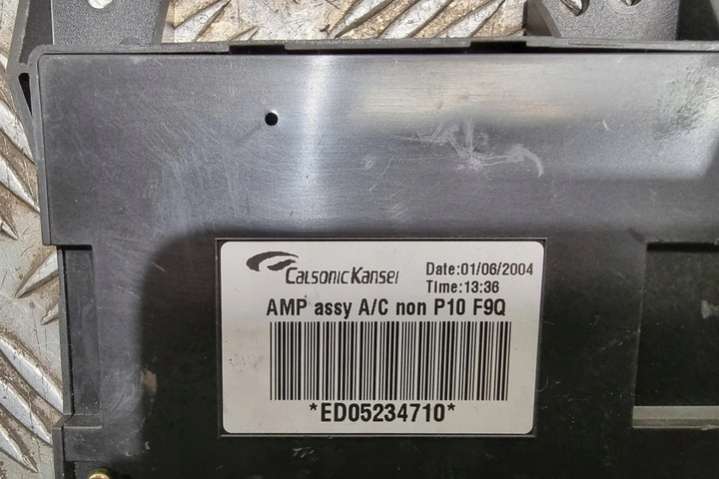 CalsonicKansei
Date:01/06/2004
Time:13:36
AMP assy A/C non P10 F9Q
*ED05234710*